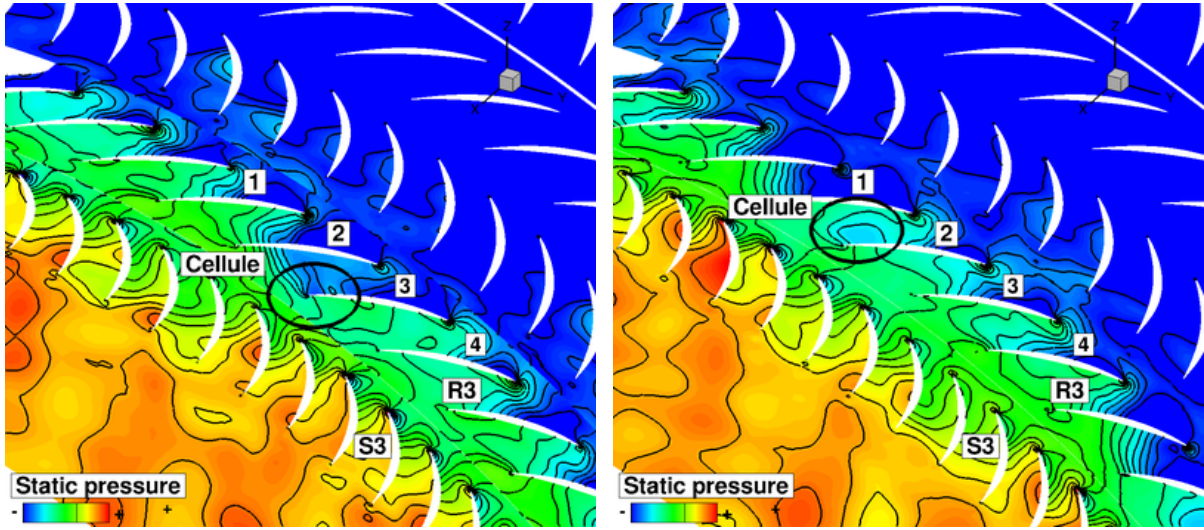 Z
X
Y
1
2
Cellule
3
4
R3
S3
Static pressure
-
+
+
Z
X
Y
1
Cellule
2
3
4
R3
S3
Static pressure
-
+
+